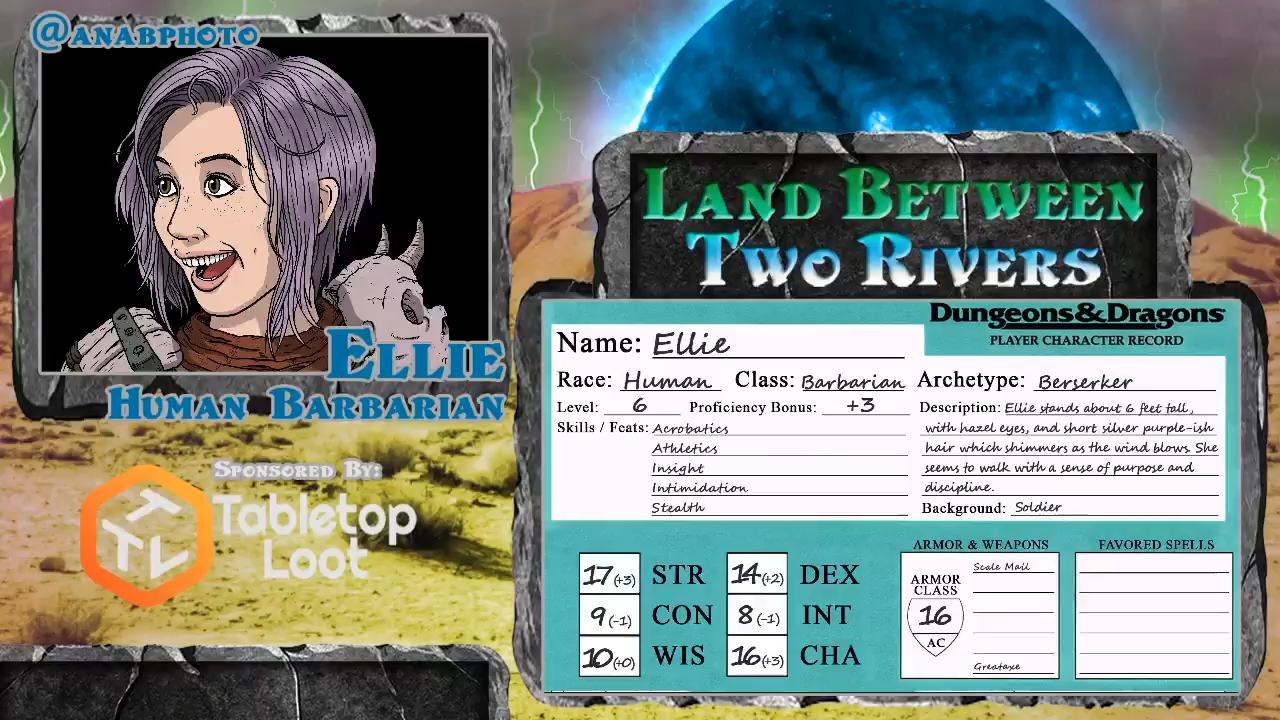 @ANABPHOTO
ELLIE
HUMAN BARBARIAN
SPONSORED BY:
TTL
Tabletop
Loot
LAND BETWEEN
TWO RIVERS
Dungeons & Dragons
PLAYER CHARACTER RECORD
Name: Ellie
Race: Human Class: Barbarian Archetype: Berserker
Level: 6 Proficiency Bonus: +3
Skills / Feats: Acrobatics
Athletics
Insight
Intimidation
Stealth
Description: Ellie stands about 6 feet tall,
with hazel eyes, and short silver purple-ish
hair which shimmers as the wind blows. She
seems to walk with a sense of purpose and
discipline.
Background: Soldier
17 (+3) STR 14 (+2) DEX
9 (-1) CON 8 (-1) INT
10 (+0) WIS 16 (+3) CHA
ARMOR & WEAPONS
ARMOR
CLASS
16
AC
Scale Mail
Greataxe
FAVORED SPELLS